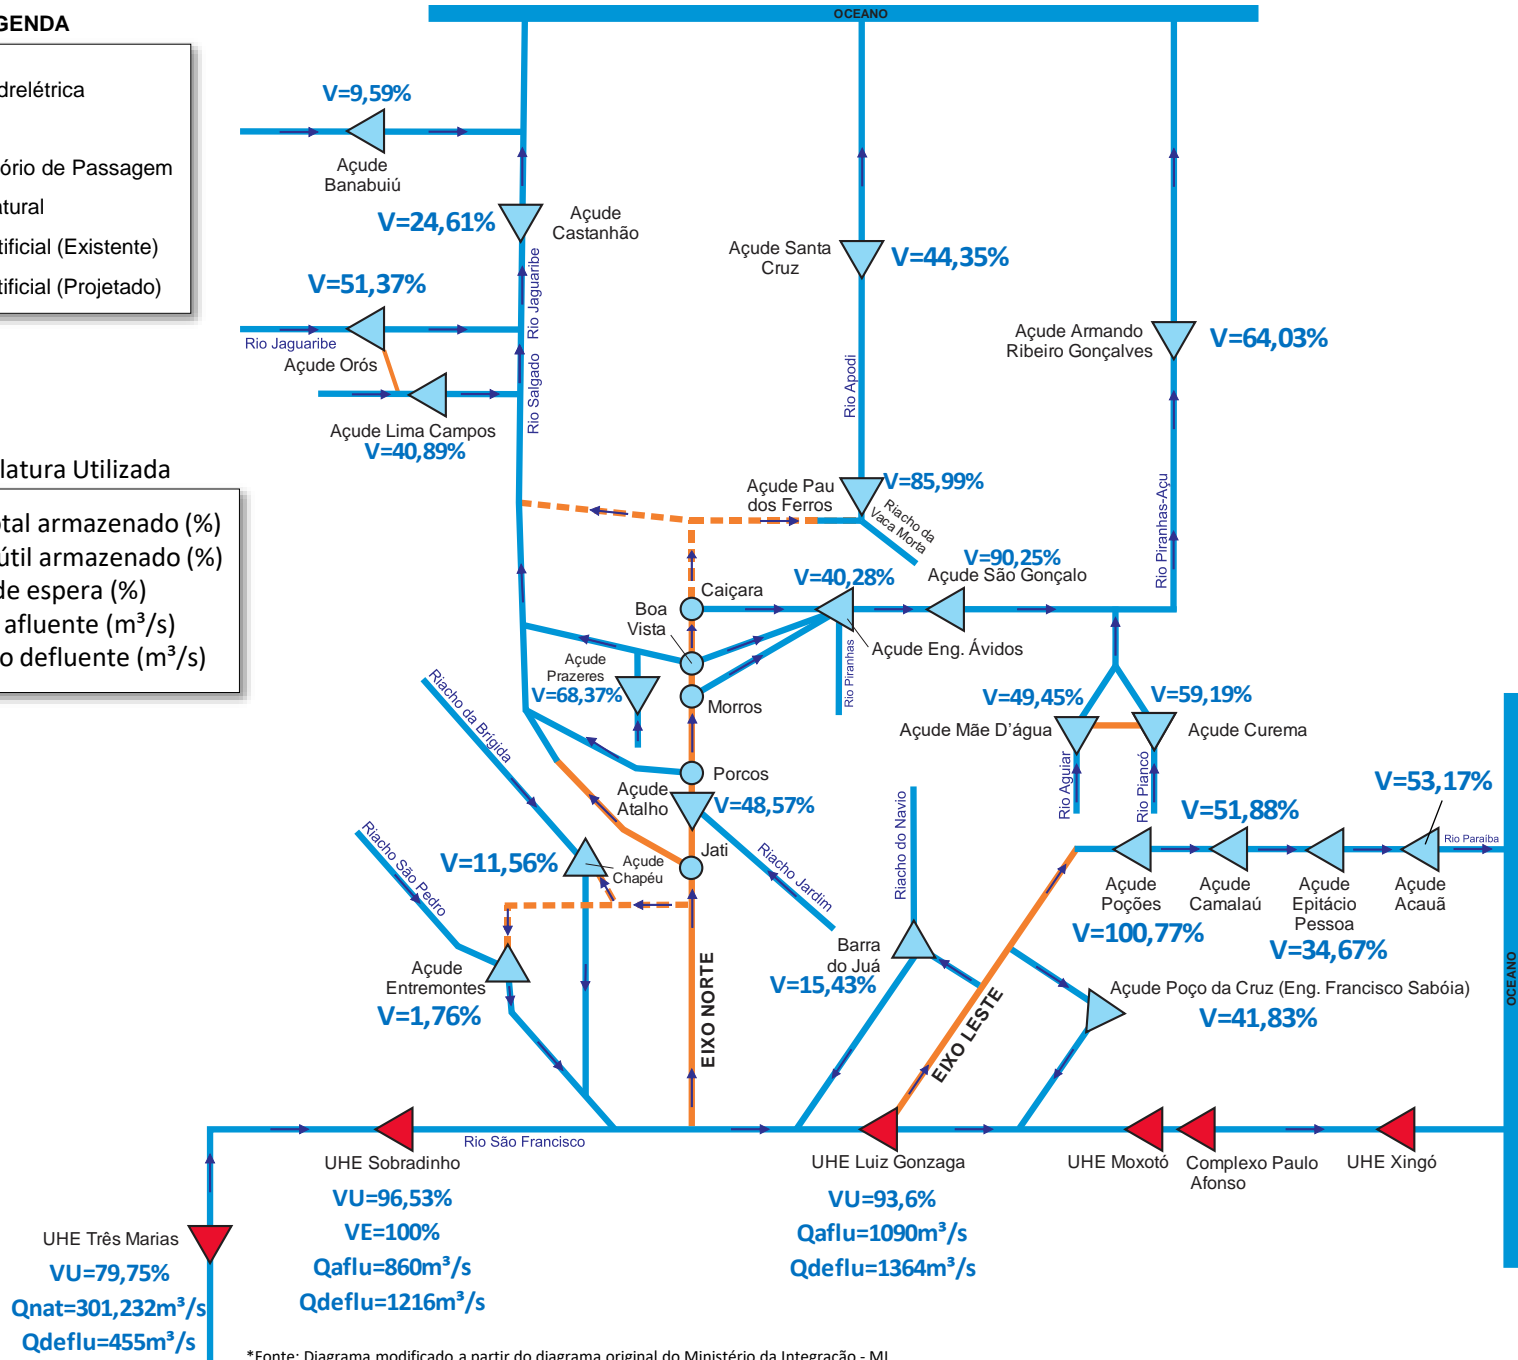 OCEANO
GENDA
drelétrica
ório de Passagem
atural
tificial (Existente)
tificial (Projetado)
V=9,59%
Açude
Banabuiú
V=24,61%
Açude
Castanhão
Rio Jaguaribe
V=51,37%
Rio Jaguaribe
Açude Orós
Rio Salgado
Açude Lima Campos
V=40,89%
Açude Santa
Cruz
V=44,35%
Rio Apodi
Açude Armando
Ribeiro Gonçalves
V=64,03%
Rio Piranhas-Açu
latura Utilizada
otal armazenado (%)
útil armazenado (%)
de espera (%)
afluente (m³/s)
o defluente (m³/s)
Açude Pau
dos Ferros
V=85,99%
Riacho da
Vaca Morta
V=90,25%
Açude São Gonçalo
V=40,28%
Açude Eng. Ávidos
Rio Piranhas
Caiçara
Boa
Vista
Morros
Açude
Prazeres
V=68,37%
Porcos
Açude
Atalho
V=48,57%
Jati
Riacho Jardim
Riacho da Brígida
Riacho São Pedro
V=11,56%
Açude
Chapéu
Açude
Entremontes
V=1,76%
EIXO NORTE
V=49,45%
V=59,19%
Açude Mãe D'água
Açude Curema
Rio Aguiar
Rio Piancó
V=53,17%
V=51,88%
Rio Paraíba
Açude
Poções
V=100,77%
Açude
Camalaú
Açude
Epitácio
Pessoa
V=34,67%
Açude
Acauã
Riacho do Navio
Barra
do Juá
V=15,43%
EIXO LESTE
Açude Poço da Cruz (Eng. Francisco Sabóia)
V=41,83%
OCEANO
Rio São Francisco
UHE Sobradinho
VU=96,53%
VE=100%
Qaflu=860m³/s
Qdeflu=1216m³/s
UHE Luiz Gonzaga
VU=93,6%
Qaflu=1090m³/s
Qdeflu=1364m³/s
UHE Moxotó
Complexo Paulo
Afonso
UHE Xingó
UHE Três Marias
VU=79,75%
Qnat=301,232m³/s
Qdeflu=455m³/s
*Fonte: Diagrama modificado a partir do diagrama original do Ministério da Integração - MI